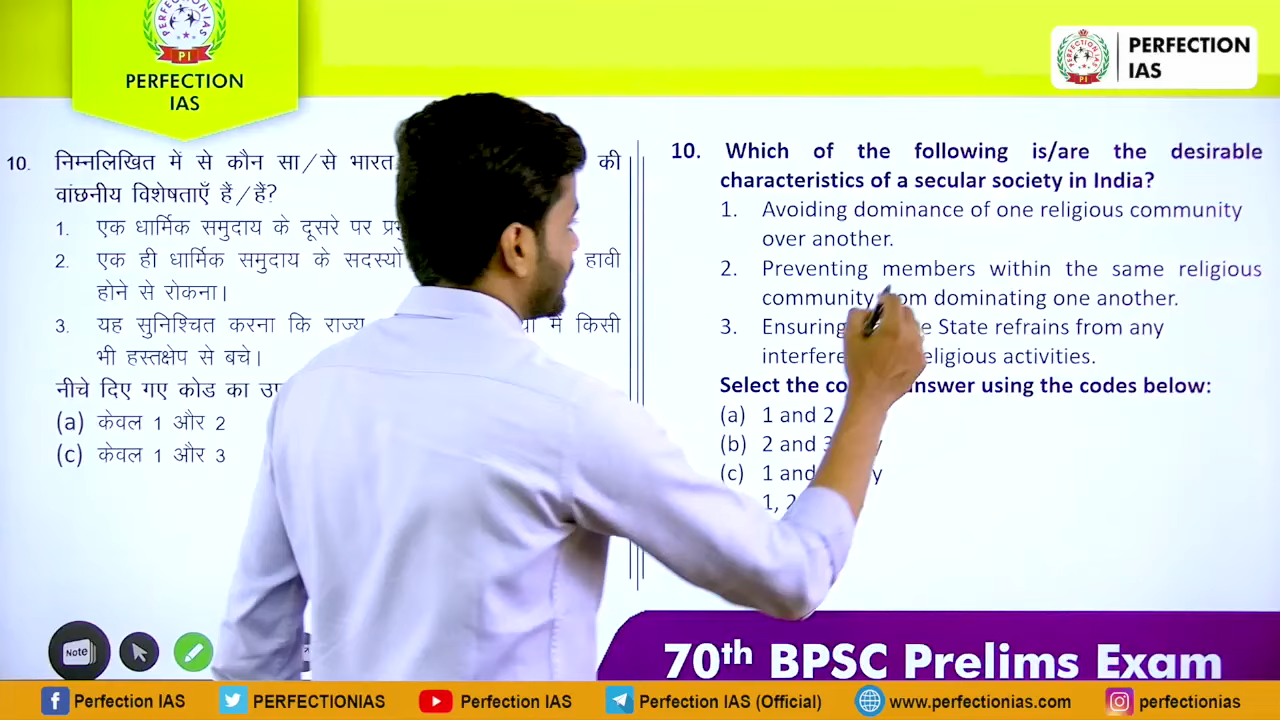 PERFECTION IAS
PI
PERFECTION
IAS
PERFECTION IAS
PI
PERFECTION
IAS
10. निम्नलिखित में से कौन सा/से भारत की
वांछनीय विशेषताएँ हैं/हैं?
1. एक धार्मिक समुदाय के दूसरे पर
2. एक ही धार्मिक समुदाय के सदस्यों हावी
होने से रोकना।
3. यह सुनिश्चित करना कि राज्य में किसी
भी हस्तक्षेप से बचे।
नीचे दिए गए कोड का
(a) केवल 1 और 2
(c) केवल 1 और 3
10. Which of the following is/are the desirable
characteristics of a secular society in India?
1. Avoiding dominance of one religious community
over another.
2. Preventing members within the same religious
community dominating one another.
3. Ensuring State refrains from any
activities.
Select the answer using the codes below:
(a) 1 and 2
(b) 2 and
(c) 1 and
1,
Note
70th BPSC Prelims Exam
Perfection IAS
PERFECTIONIAS
Perfection IAS
Perfection IAS (Official)
www.perfectionias.com
perfectionias